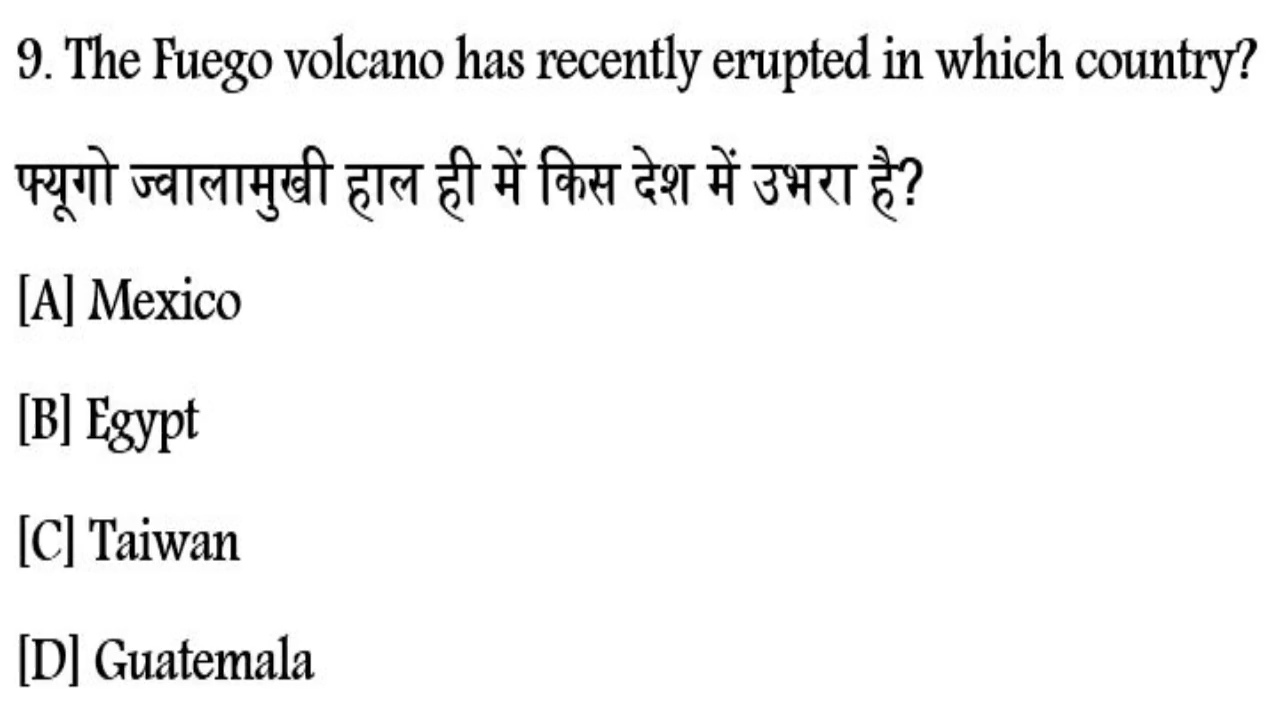 9. The Fuego volcano has recently erupted in which country?
फ्यूगो ज्वालामुखी हाल ही में किस देश में उभरा है?
[A] Mexico
[B] Egypt
[C] Taiwan
[D] Guatemala